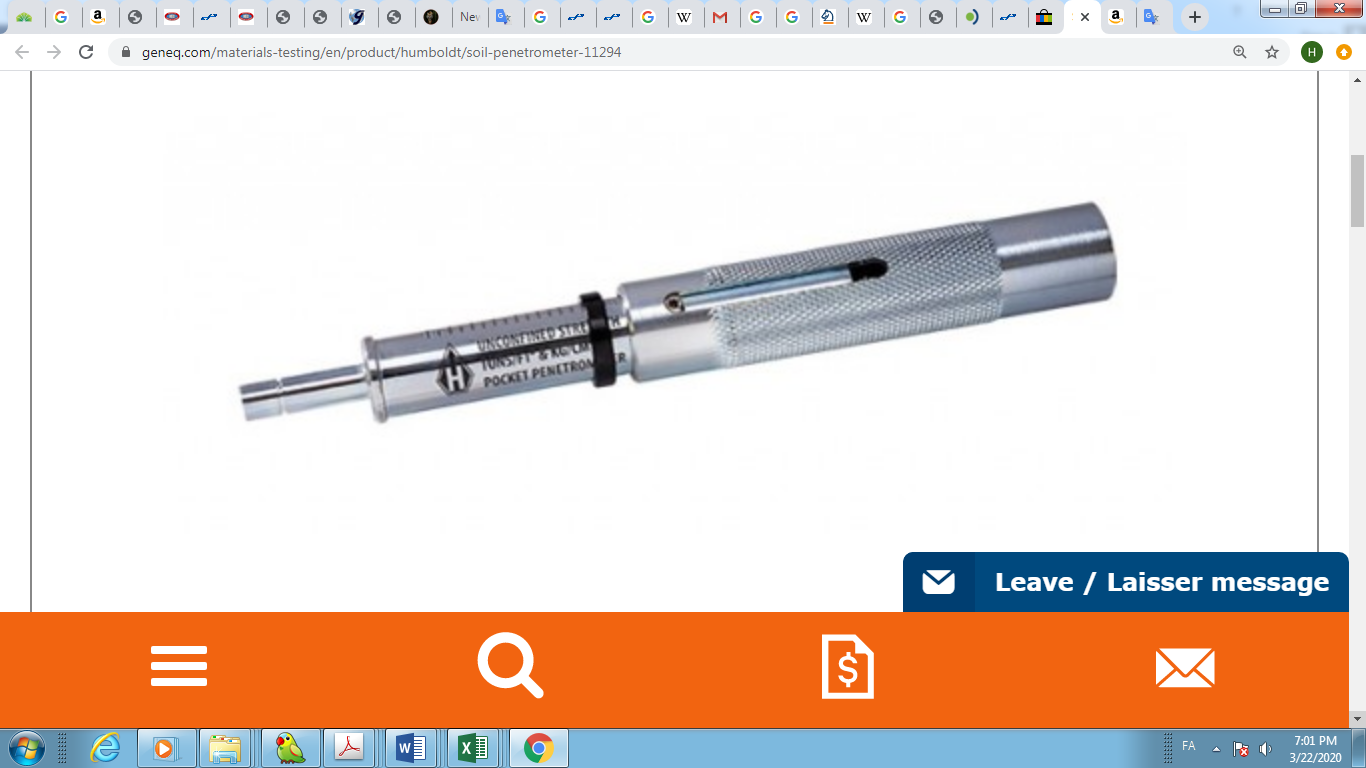 New
geneq.com/materials-testing/en/product/humboldt/soil-penetrometer-11294
H
UNCONFINED STRE H
TONS/FT² & KG/CM
POCKET PENETROM ER
H
Leave / Laisser message
FA
7:01 PM
3/22/2020